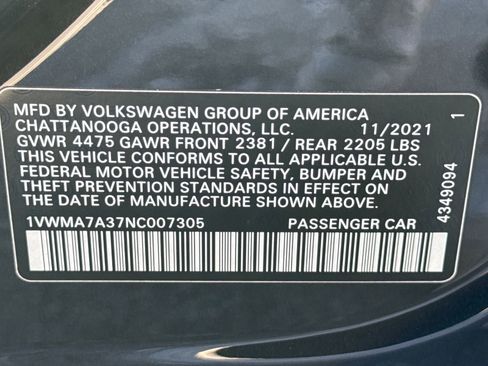 MFD BY VOLKSWAGEN GROUP OF AMERICA
CHATTANOOGA OPERATIONS, LLC. 11/2021
GVWR 4475 GAWR FRONT 2381 / REAR 2205 LBS
THIS VEHICLE CONFORMS TO ALL APPLICABLE U.S.
FEDERAL MOTOR VEHICLE SAFETY, BUMPER AND
THEFT PREVENTION STANDARDS IN EFFECT ON
THE DATE OF MANUFACTURE SHOWN ABOVE.
1VWMA7A37NC007305 PASSENGER CAR
4349094 1